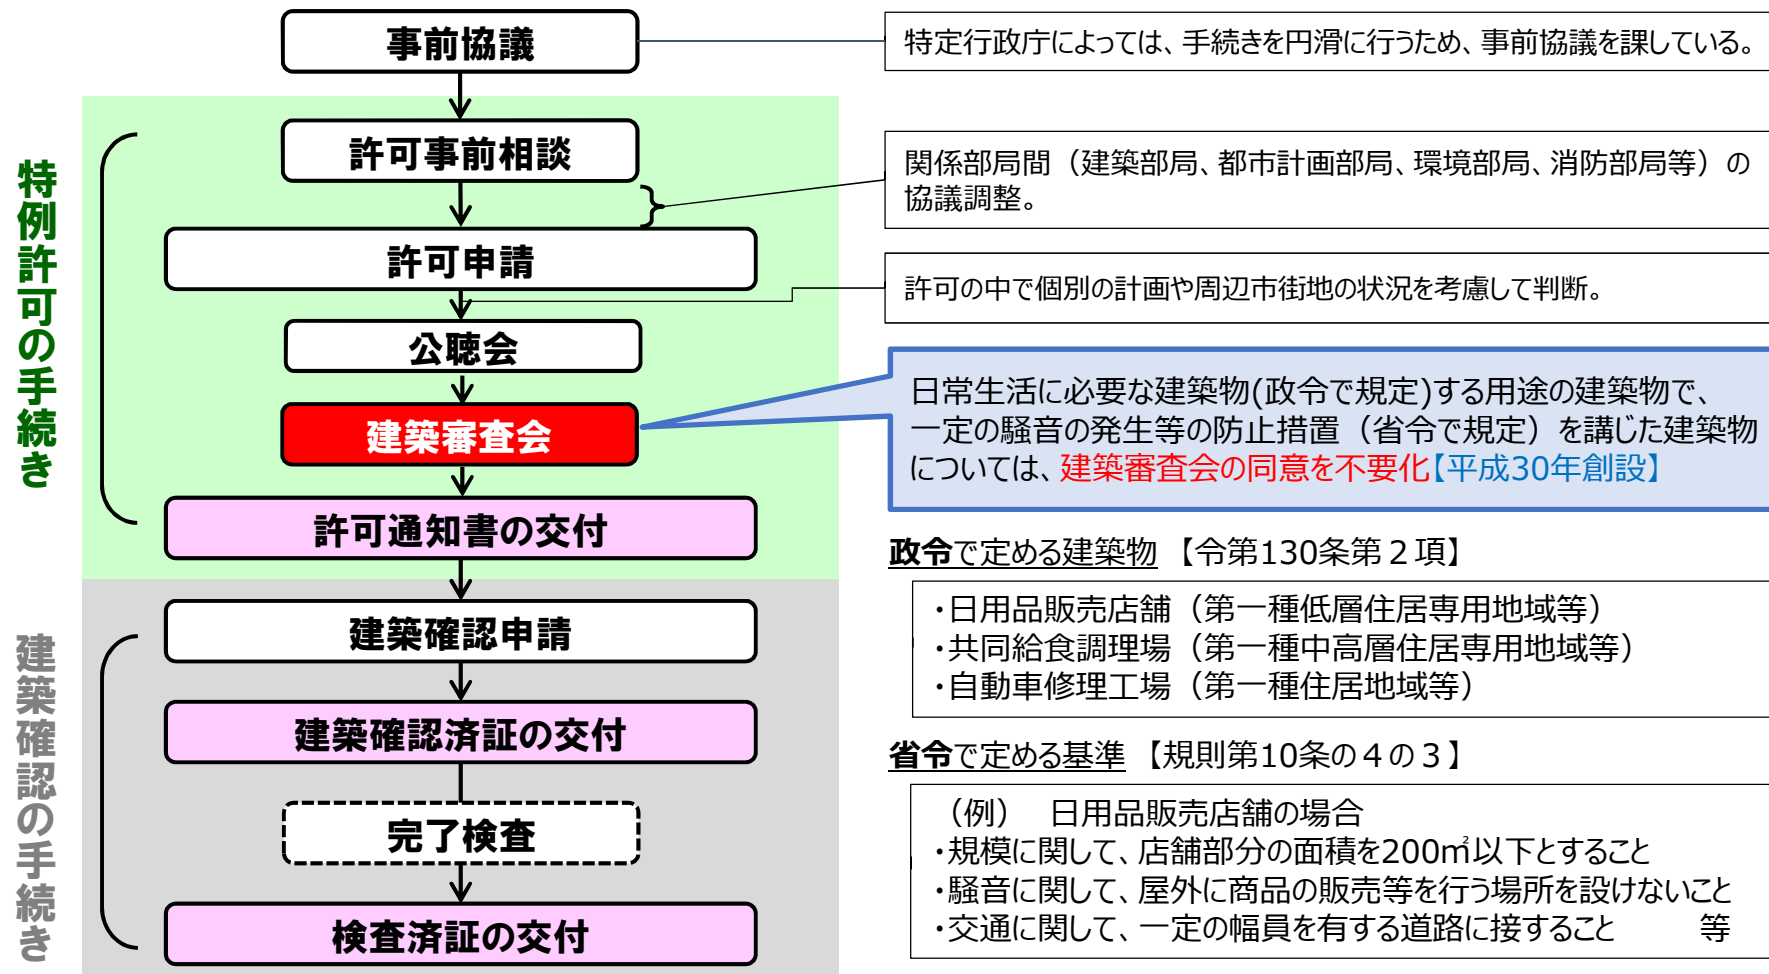 事前協議
特定行政庁によっては、手続きを円滑に行うため、事前協議を課している。
特例許可の手続き
許可事前相談
関係部局間（建築部局、都市計画部局、環境部局、消防部局等）の
協議調整。
許可申請
許可の中で個別の計画や周辺市街地の状況を考慮して判断。
公聴会
建築審査会
日常生活に必要な建築物(政令で規定)する用途の建築物で、
一定の騒音の発生等の防止措置（省令で規定）を講じた建築物
については、建築審査会の同意を不要化【平成30年創設】
許可通知書の交付
政令で定める建築物 【令第130条第２項】
・日用品販売店舗（第一種低層住居専用地域等）
・共同給食調理場（第一種中高層住居専用地域等）
・自動車修理工場（第一種住居地域等）
建築確認の手続き
建築確認申請
建築確認済証の交付
完了検査
検査済証の交付
省令で定める基準 【規則第10条の４の３】
（例） 日用品販売店舗の場合
・規模に関して、店舗部分の面積を200㎡以下とすること
・騒音に関して、屋外に商品の販売等を行う場所を設けないこと
・交通に関して、一定の幅員を有する道路に接すること 等